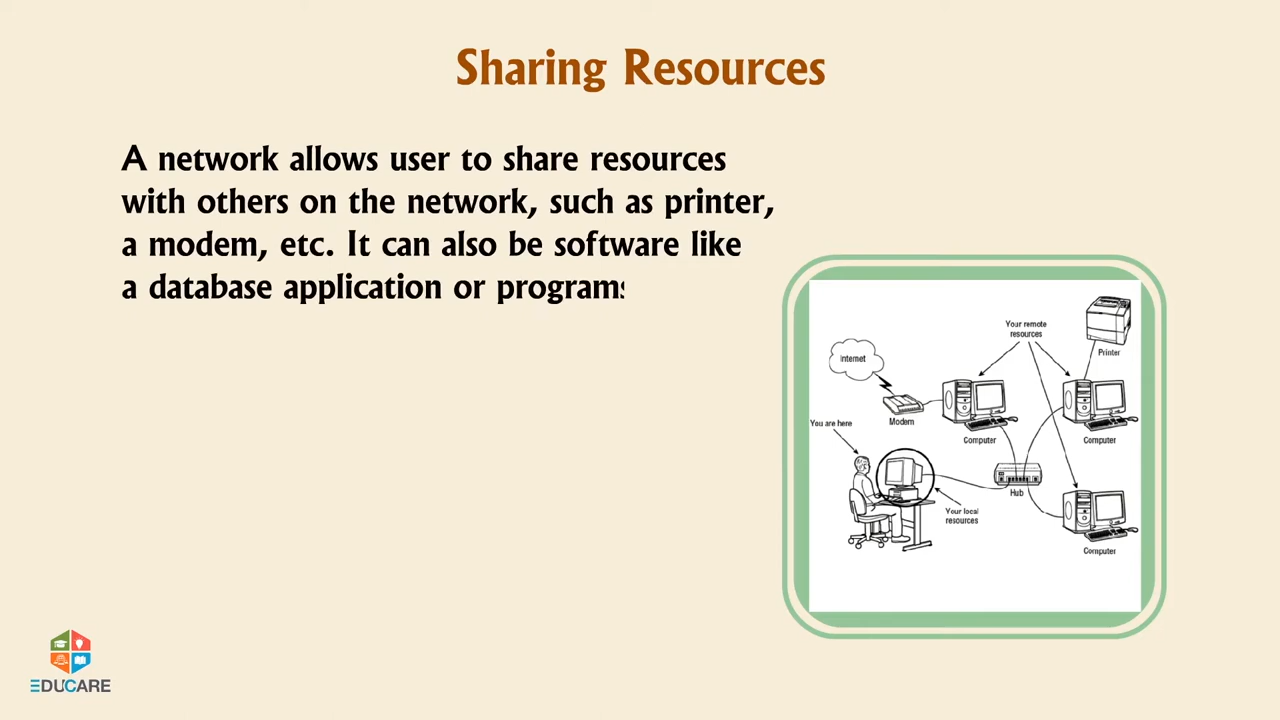 Sharing Resources
A network allows user to share resources
with others on the network, such as printer,
a modem, etc. It can also be software like
a database application or programs
Your remote
resources
Printer
Internet
Modem
Computer
Computer
You are here
Hub
Your local
resources
Computer
EDUCARE